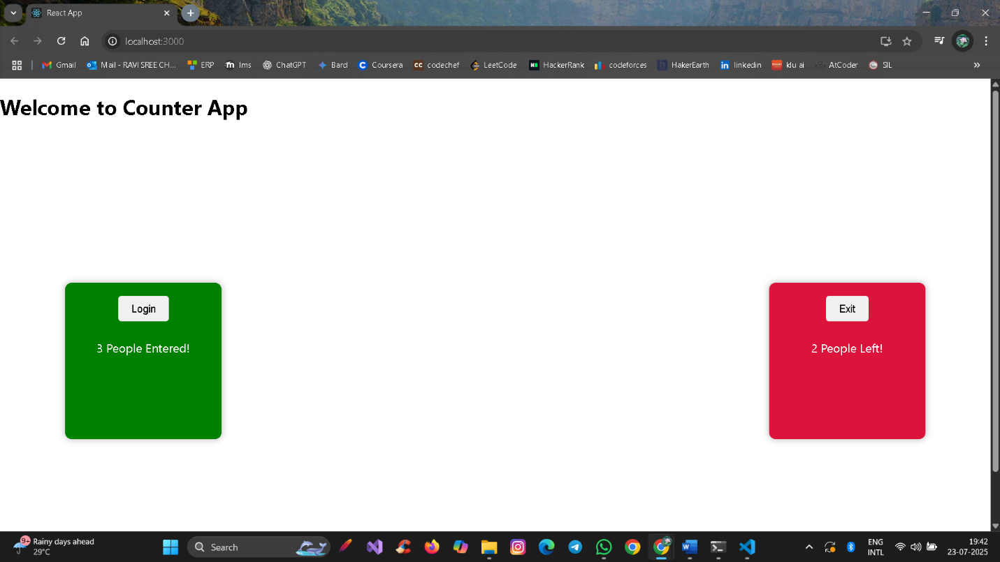 React App
localhost:3000
Gmail
Mail - RAVI SREE CH...
ERP
lms
ChatGPT
Bard
Coursera
codechef
LeetCode
HackerRank
codeforces
HakerEarth
linkedin
klu ai
AtCoder
SIL
Welcome to Counter App
Login
Exit
3 People Entered!
2 People Left!
9+
Rainy days ahead
29°C
Search
ENG
INTL
19:42
23-07-2025